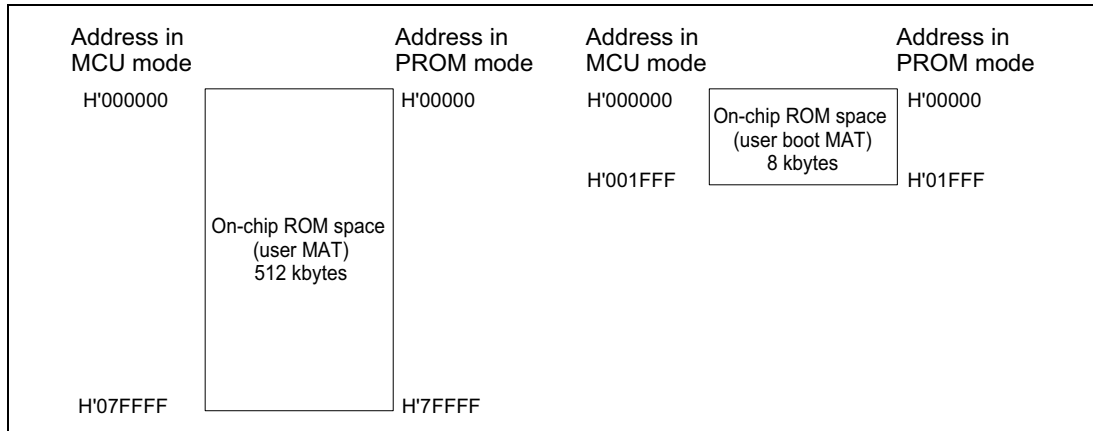 Address in
MCU mode
Address in
PROM mode
H'000000
H'00000
On-chip ROM space
(user MAT)
512 kbytes
H'07FFFF
H'7FFFF
Address in
MCU mode
Address in
PROM mode
H'000000
H'00000
On-chip ROM space
(user boot MAT)
8 kbytes
H'001FFF
H'01FFF